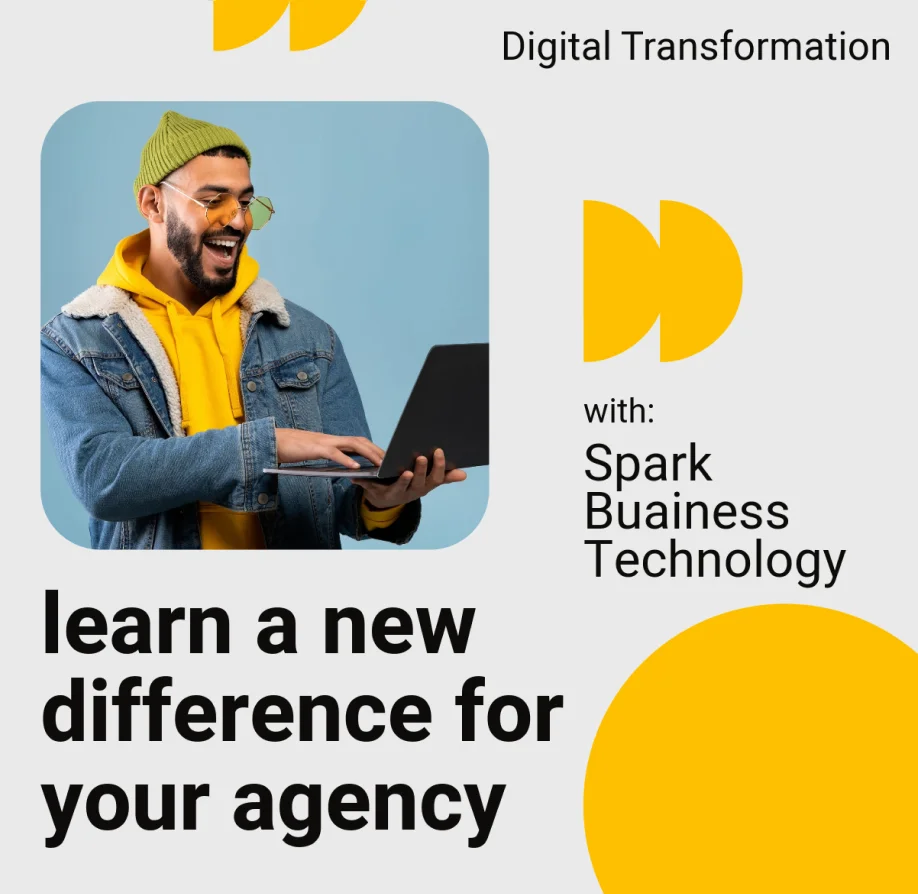 Digital Transformation
with:
Spark
Buainess
Technology
learn a new
difference for
your agency